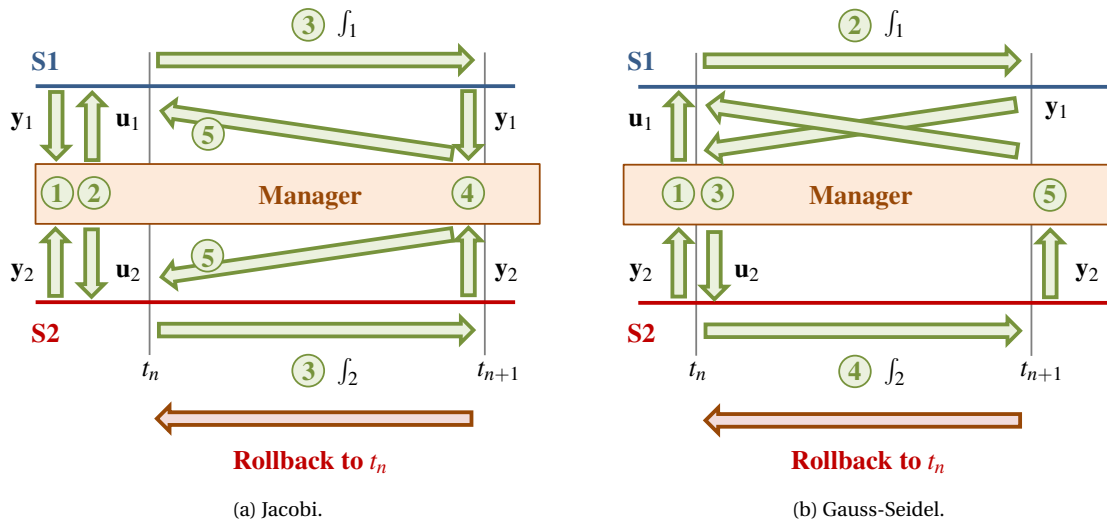 ③ ∫₁
S1
y₁ u₁ ⑤ y₁
① ② Manager ④
y₂ u₂ ⑤ y₂
S2
tₙ ③ ∫₂ tₙ₊₁
Rollback to tₙ
(a) Jacobi.
② ∫₁
S1
u₁ y₁
① ③ Manager ⑤
y₂ u₂ y₂
S2
tₙ ④ ∫₂ tₙ₊₁
Rollback to tₙ
(b) Gauss-Seidel.